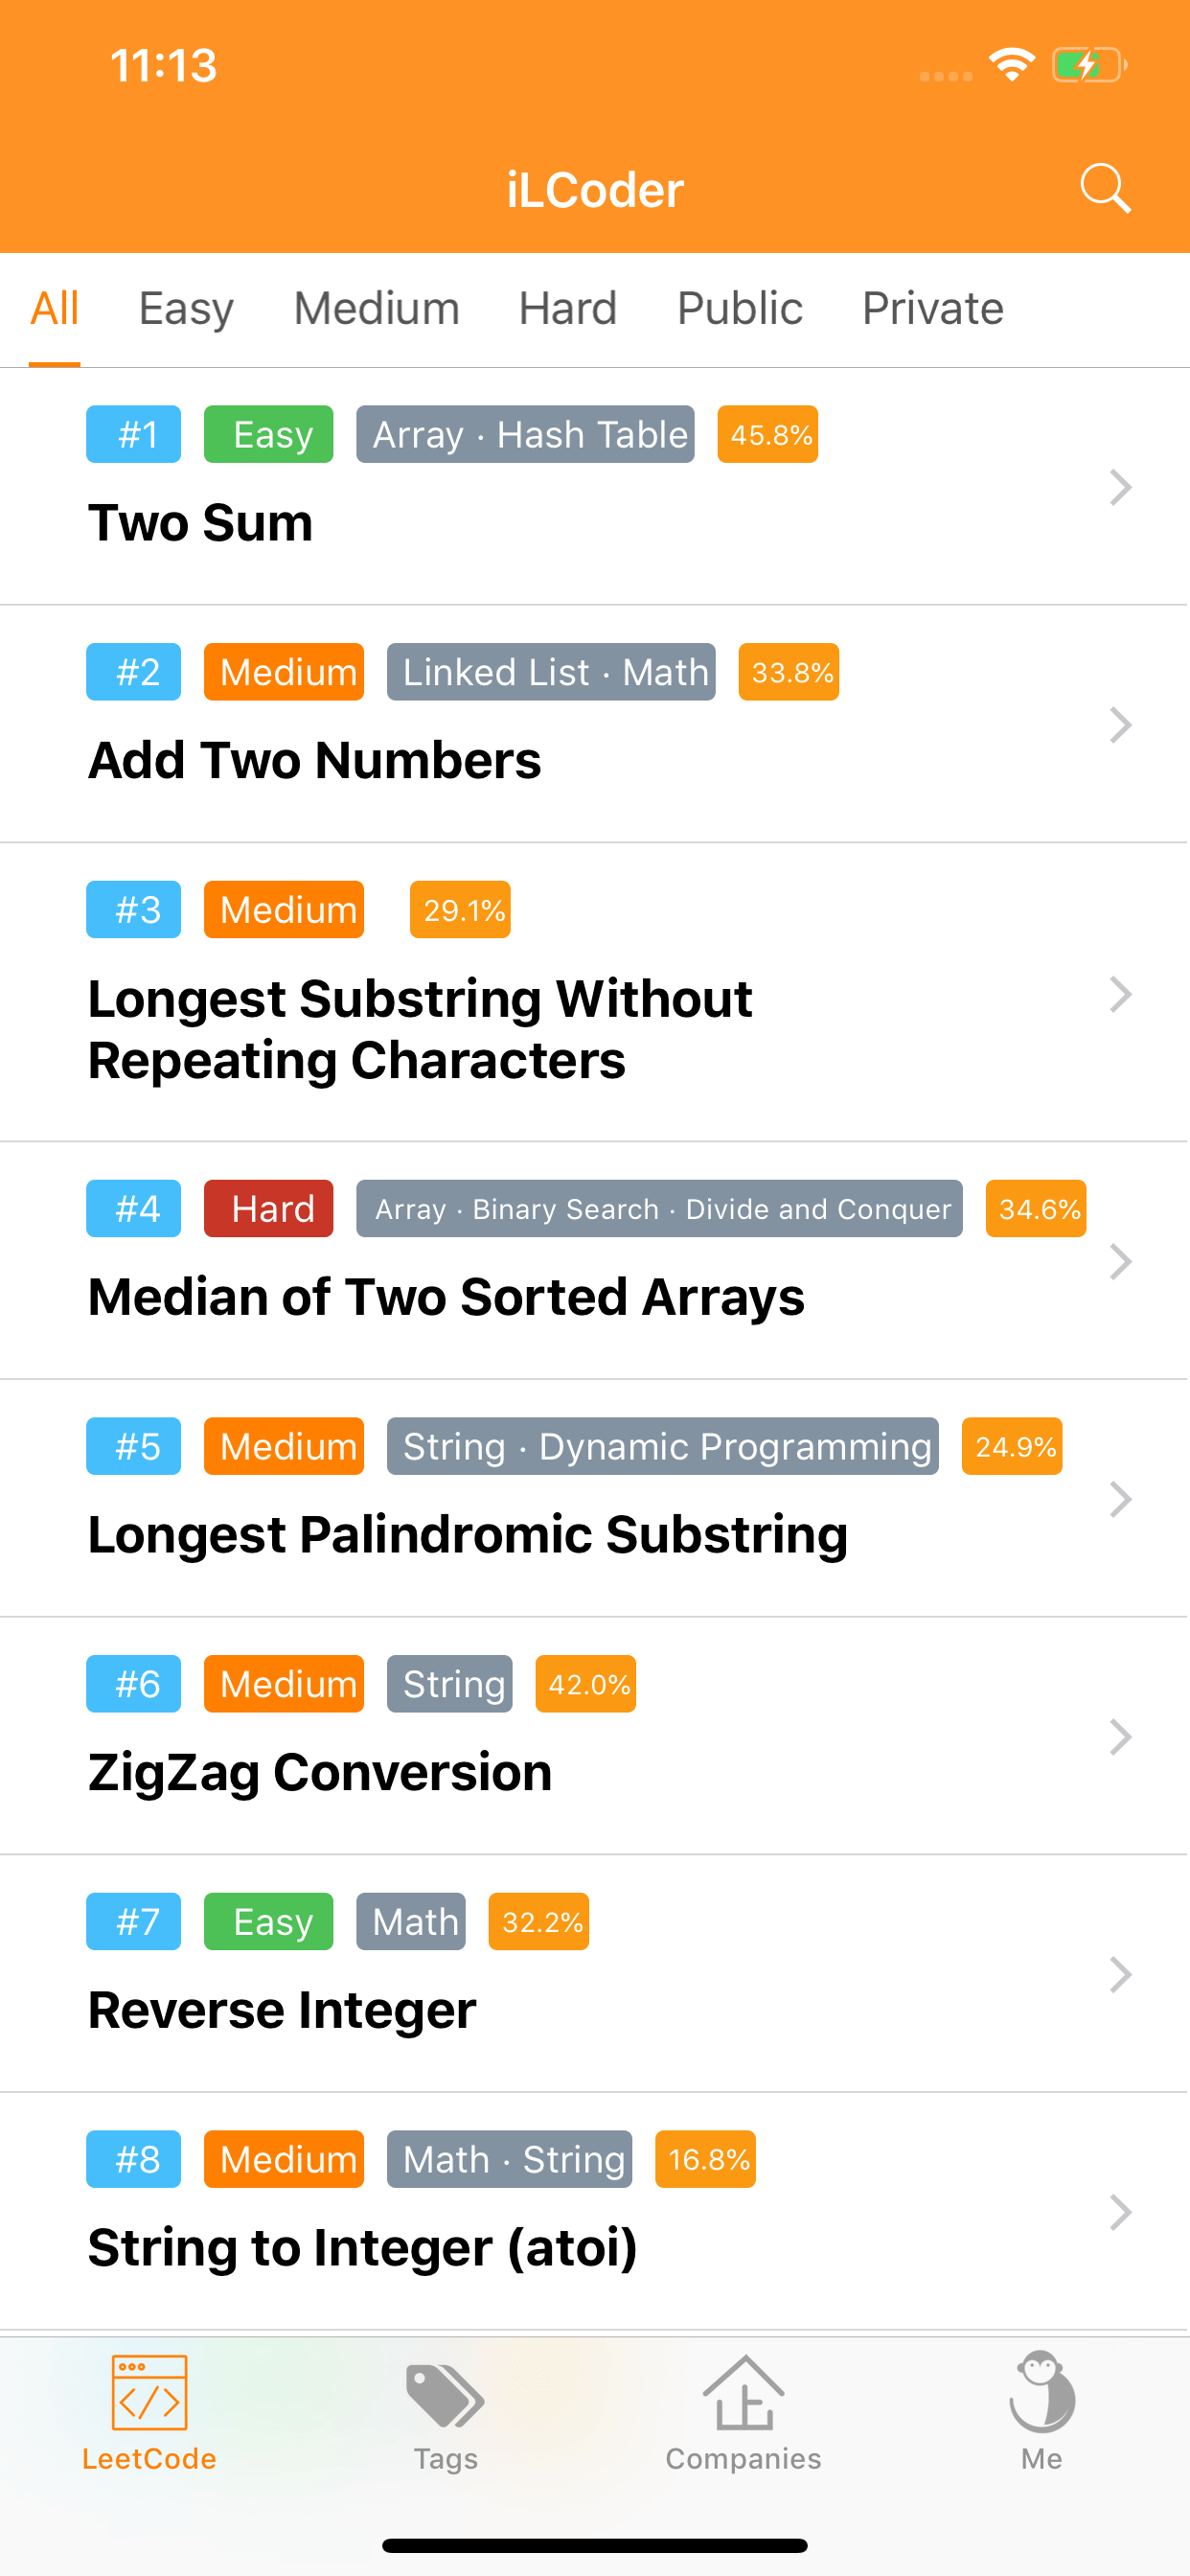 11:13
iLCoder
All Easy Medium Hard Public Private
#1 Easy Array · Hash Table 45.8%
Two Sum
#2 Medium Linked List · Math 33.8%
Add Two Numbers
#3 Medium 29.1%
Longest Substring Without
Repeating Characters
#4 Hard Array · Binary Search · Divide and Conquer 34.6%
Median of Two Sorted Arrays
#5 Medium String · Dynamic Programming 24.9%
Longest Palindromic Substring
#6 Medium String 42.0%
ZigZag Conversion
#7 Easy Math 32.2%
Reverse Integer
#8 Medium Math · String 16.8%
String to Integer (atoi)
LeetCode Tags Companies Me